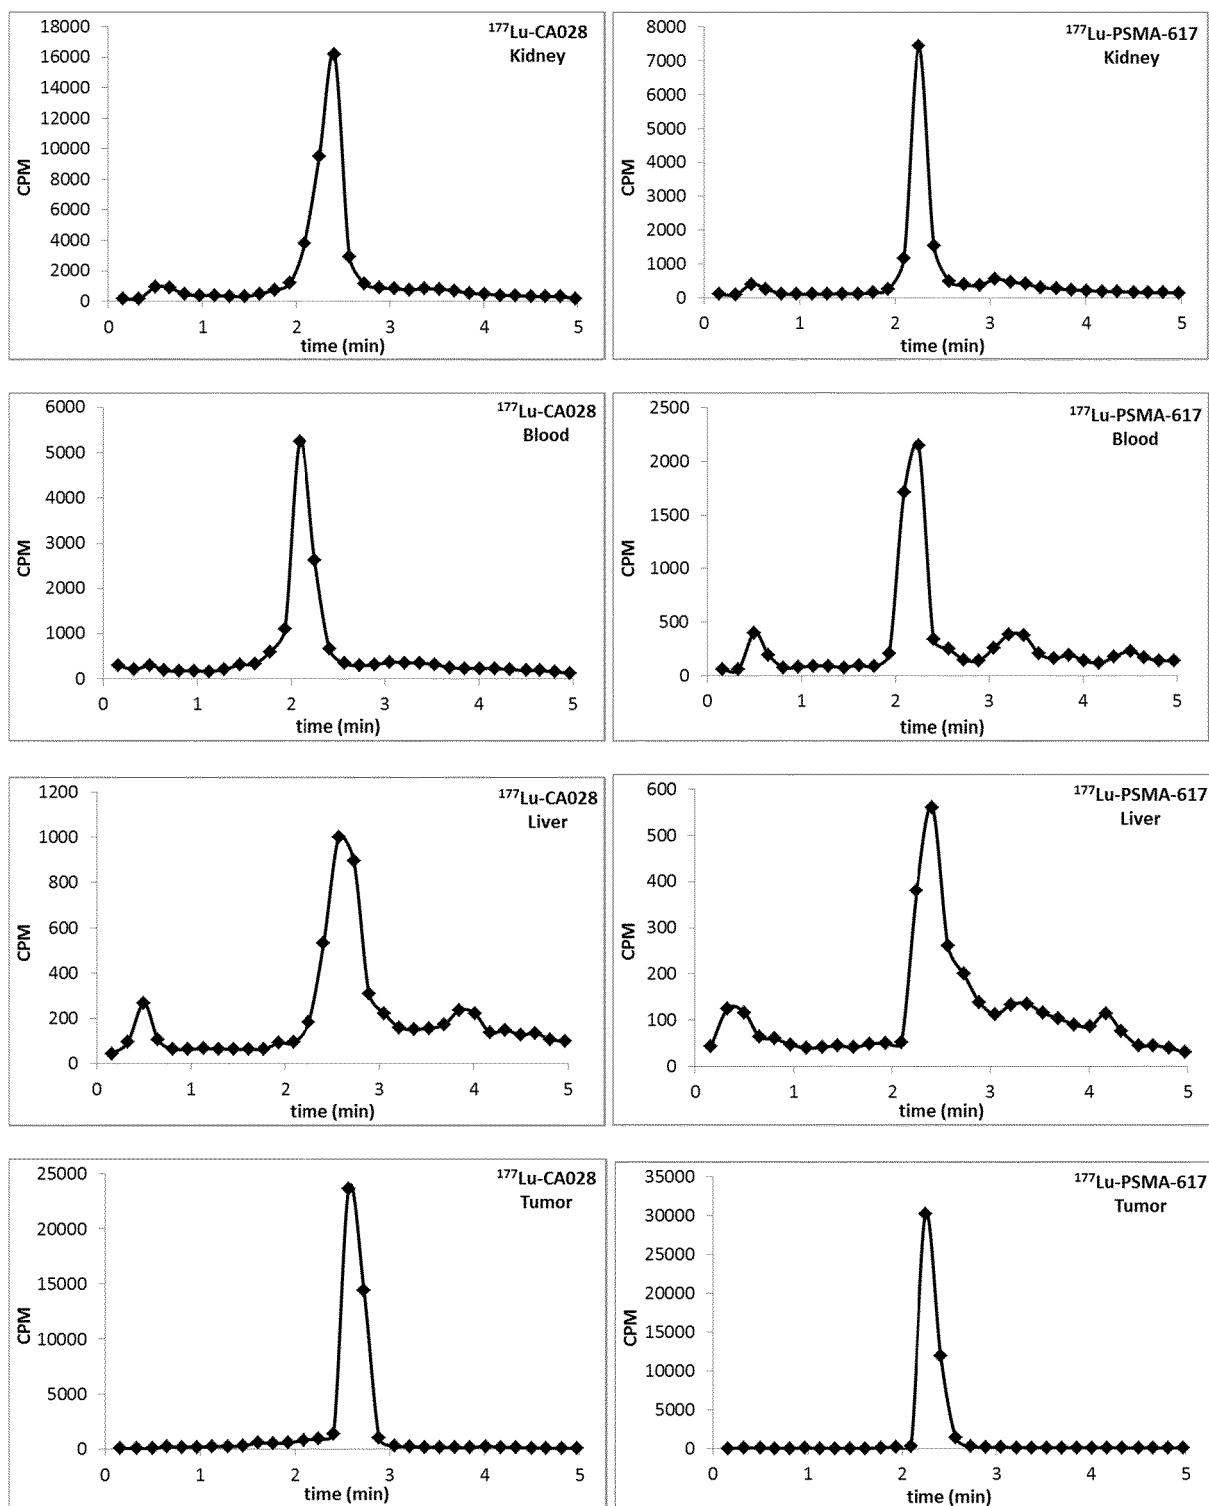 18000
16000
14000
12000
10000
8000
6000
4000
2000
0
CPM
0 1 2 3 4 5
time (min)
¹⁷⁷Lu-CA028
Kidney
8000
7000
6000
5000
4000
3000
2000
1000
0
CPM
0 1 2 3 4 5
time (min)
¹⁷⁷Lu-PSMA-617
Kidney
6000
5000
4000
3000
2000
1000
0
CPM
0 1 2 3 4 5
time (min)
¹⁷⁷Lu-CA028
Blood
2500
2000
1500
1000
500
0
CPM
0 1 2 3 4 5
time (min)
¹⁷⁷Lu-PSMA-617
Blood
1200
1000
800
600
400
200
0
CPM
0 1 2 3 4 5
time (min)
¹⁷⁷Lu-CA028
Liver
600
500
400
300
200
100
0
CPM
0 1 2 3 4 5
time (min)
¹⁷⁷Lu-PSMA-617
Liver
25000
20000
15000
10000
5000
0
CPM
0 1 2 3 4 5
time (min)
¹⁷⁷Lu-CA028
Tumor
35000
30000
25000
20000
15000
10000
5000
0
CPM
0 1 2 3 4 5
time (min)
¹⁷⁷Lu-PSMA-617
Tumor